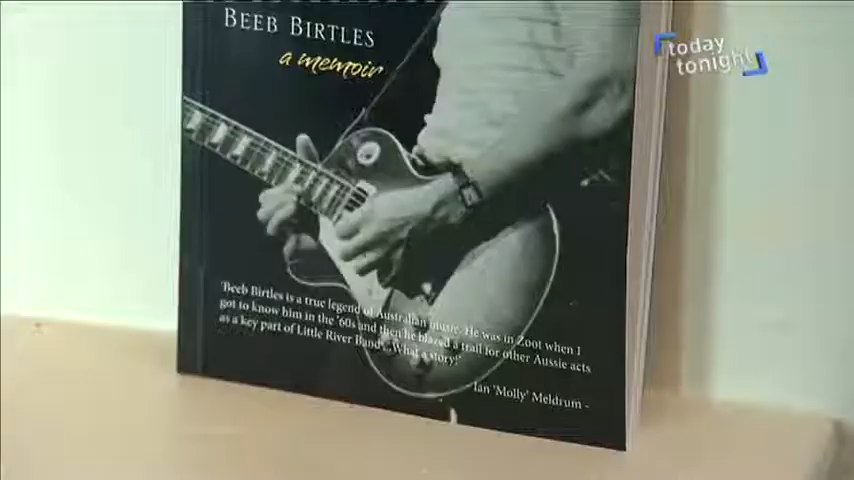 BEEB BIRTLES
a memoir
today
tonight
'Beeb Birtles is a true legend of Australian music. He was in Zoot when I
got to know him in the '60s and then he blazed a trail for other Aussie acts
as a key part of Little River Band... What a story!'
Ian 'Molly' Meldrum -